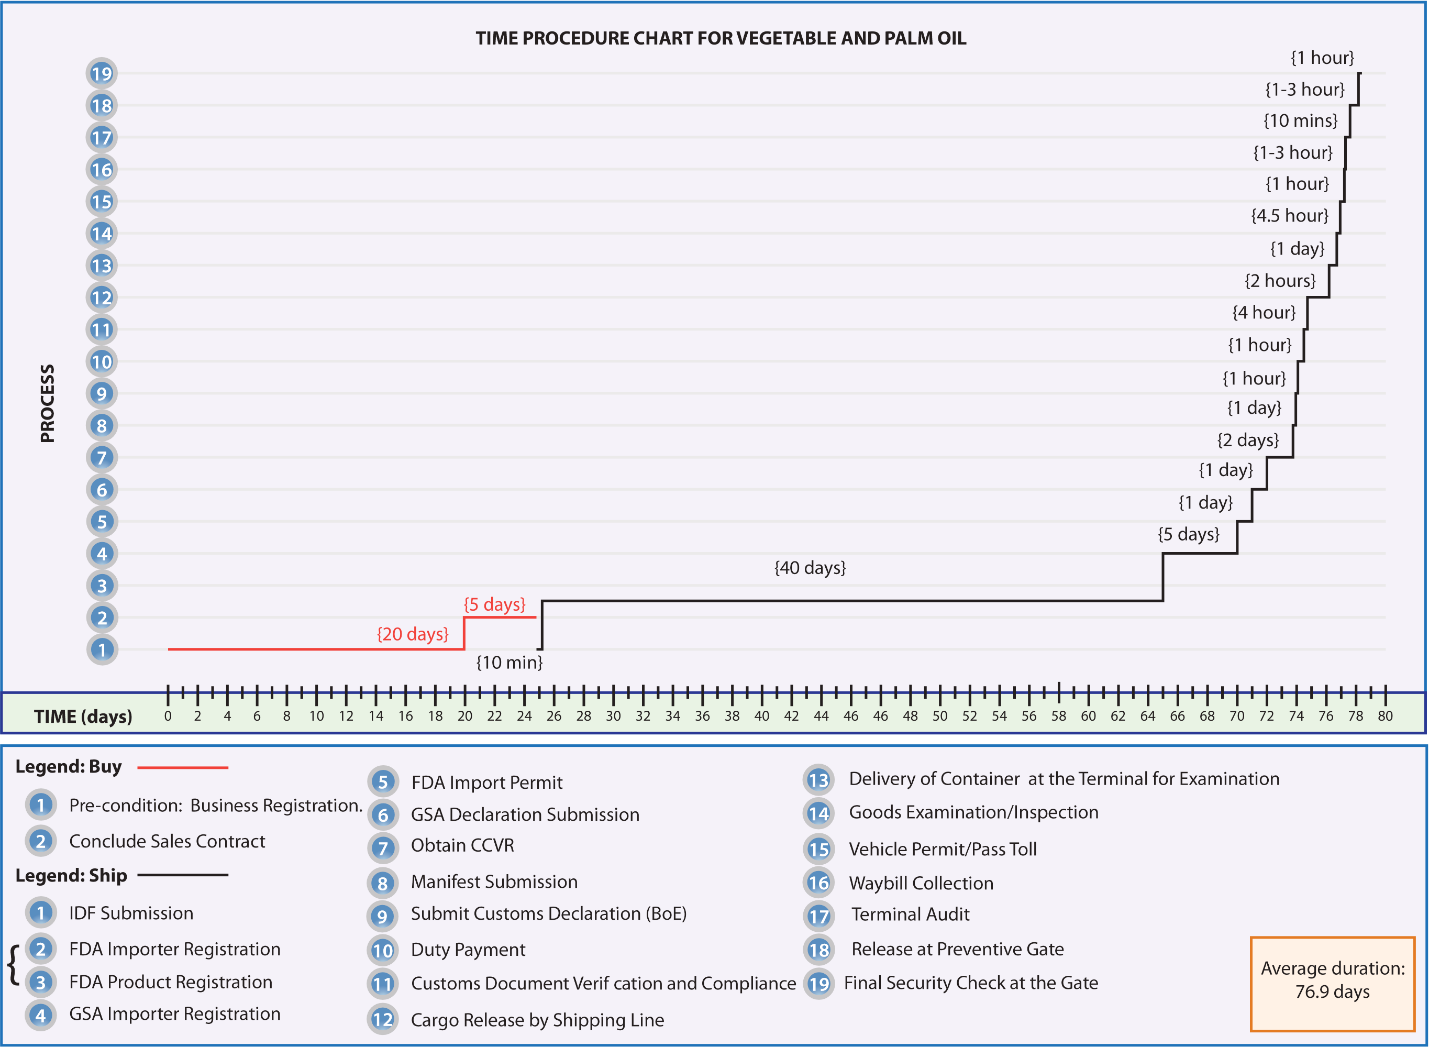 TIME PROCEDURE CHART FOR VEGETABLE AND PALM OIL
{1 hour}
19
{1-3 hour}
18
{10 mins}
17
{1-3 hour}
16
{1 hour}
15
{4.5 hour}
14
{1 day}
13
{2 hours}
12
{4 hour}
11
{1 hour}
10
{1 hour}
9
{1 day}
8
{2 days}
7
{1 day}
6
{1 day}
5
{5 days}
4
{40 days}
3
{5 days}
2
{20 days}
1
{10 min}
PROCESS
TIME (days) 0 2 4 6 8 10 12 14 16 18 20 22 24 26 28 30 32 34 36 38 40 42 44 46 46 48 50 52 54 56 58 60 62 64 66 68 70 72 74 76 78 80
Legend: Buy
1 Pre-condition: Business Registration.
2 Conclude Sales Contract
Legend: Ship
1 IDF Submission
{ 2 FDA Importer Registration
3 FDA Product Registration
4 GSA Importer Registration
5 FDA Import Permit
6 GSA Declaration Submission
7 Obtain CCVR
8 Manifest Submission
9 Submit Customs Declaration (BoE)
10 Duty Payment
11 Customs Document Verif cation and Compliance
12 Cargo Release by Shipping Line
13 Delivery of Container at the Terminal for Examination
14 Goods Examination/Inspection
15 Vehicle Permit/Pass Toll
16 Waybill Collection
17 Terminal Audit
18 Release at Preventive Gate
19 Final Security Check at the Gate
Average duration:
76.9 days